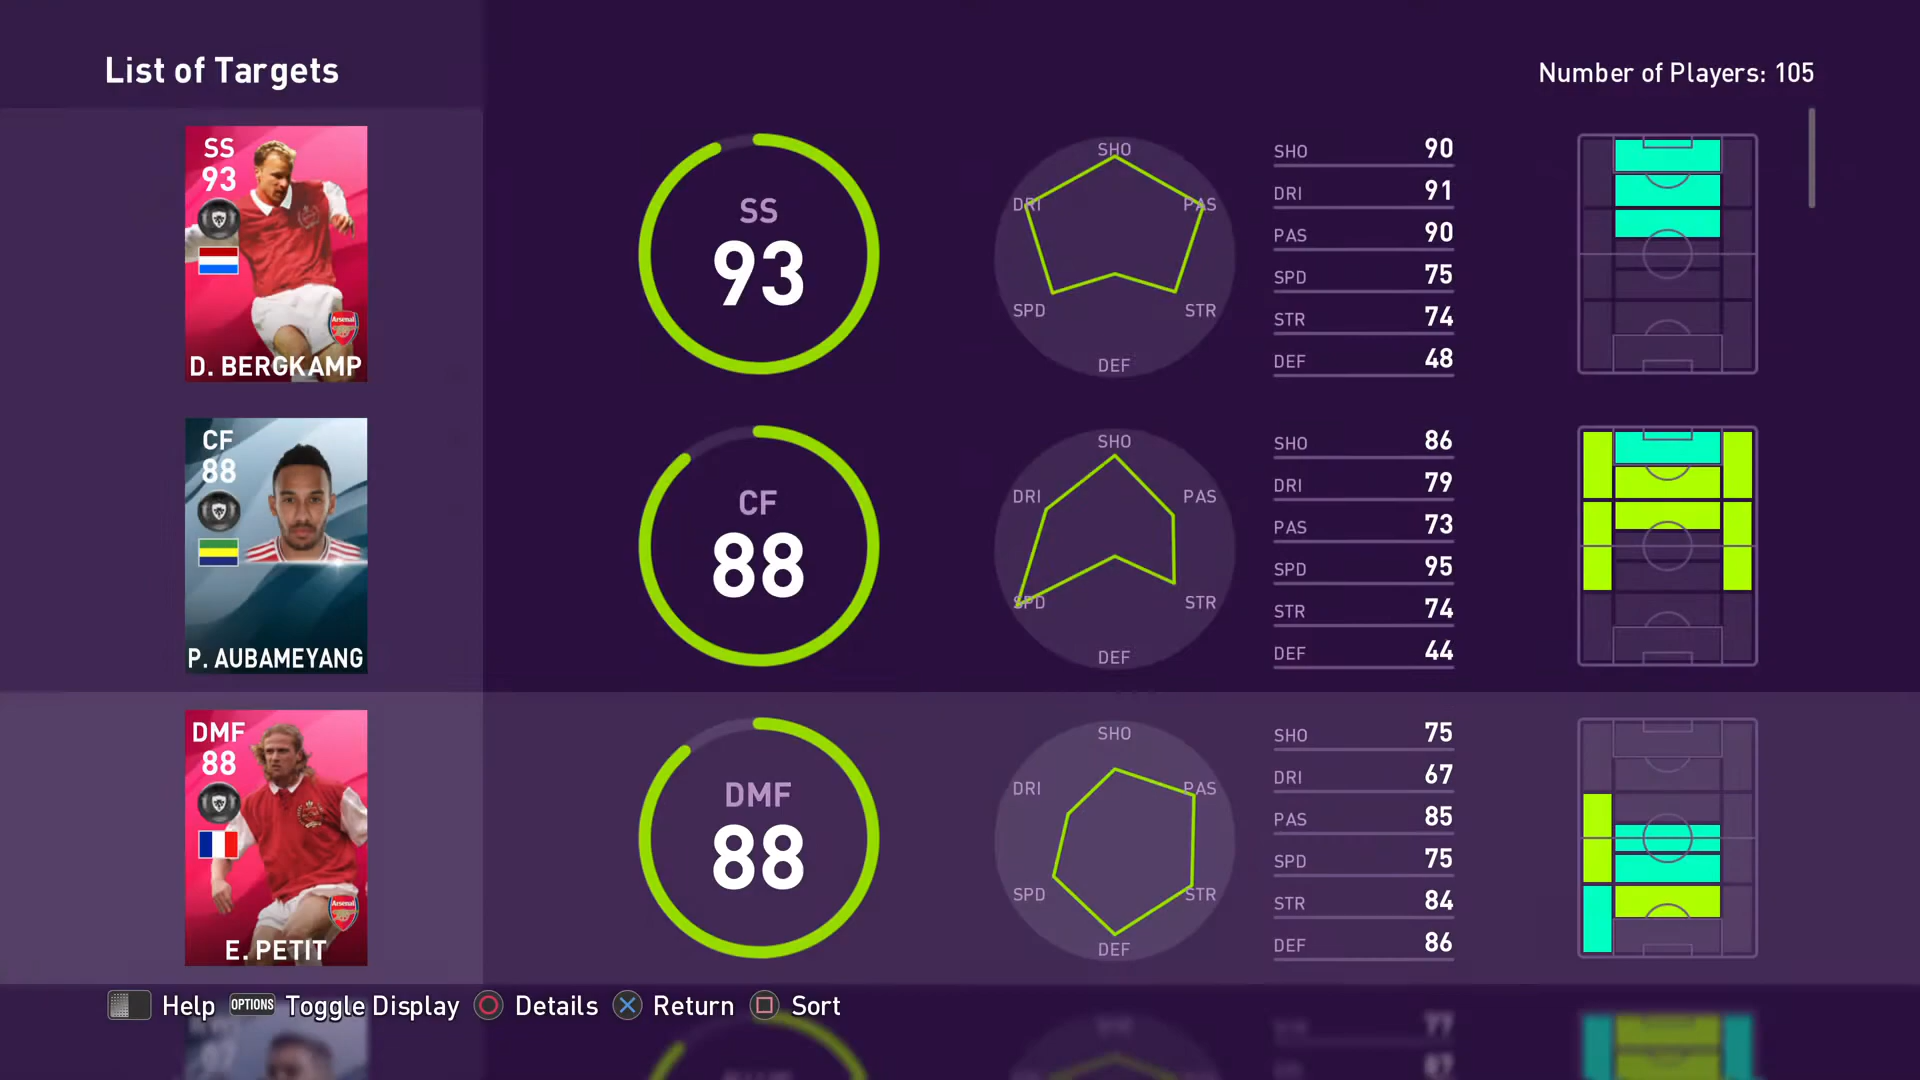 List of Targets
Number of Players: 105
SS
93
Arsenal
D. BERGKAMP
SS
93
SHO
DRI
PAS
SPD
STR
DEF
SHO 90
DRI 91
PAS 90
SPD 75
STR 74
DEF 48
CF
88
P. AUBAMEYANG
CF
88
SHO
DRI
PAS
SPD
STR
DEF
SHO 86
DRI 79
PAS 73
SPD 95
STR 74
DEF 44
DMF
88
Arsenal
E. PETIT
DMF
88
SHO
DRI
PAS
SPD
STR
DEF
SHO 75
DRI 67
PAS 85
SPD 75
STR 84
DEF 86
Help OPTIONS Toggle Display Details Return Sort
77
87